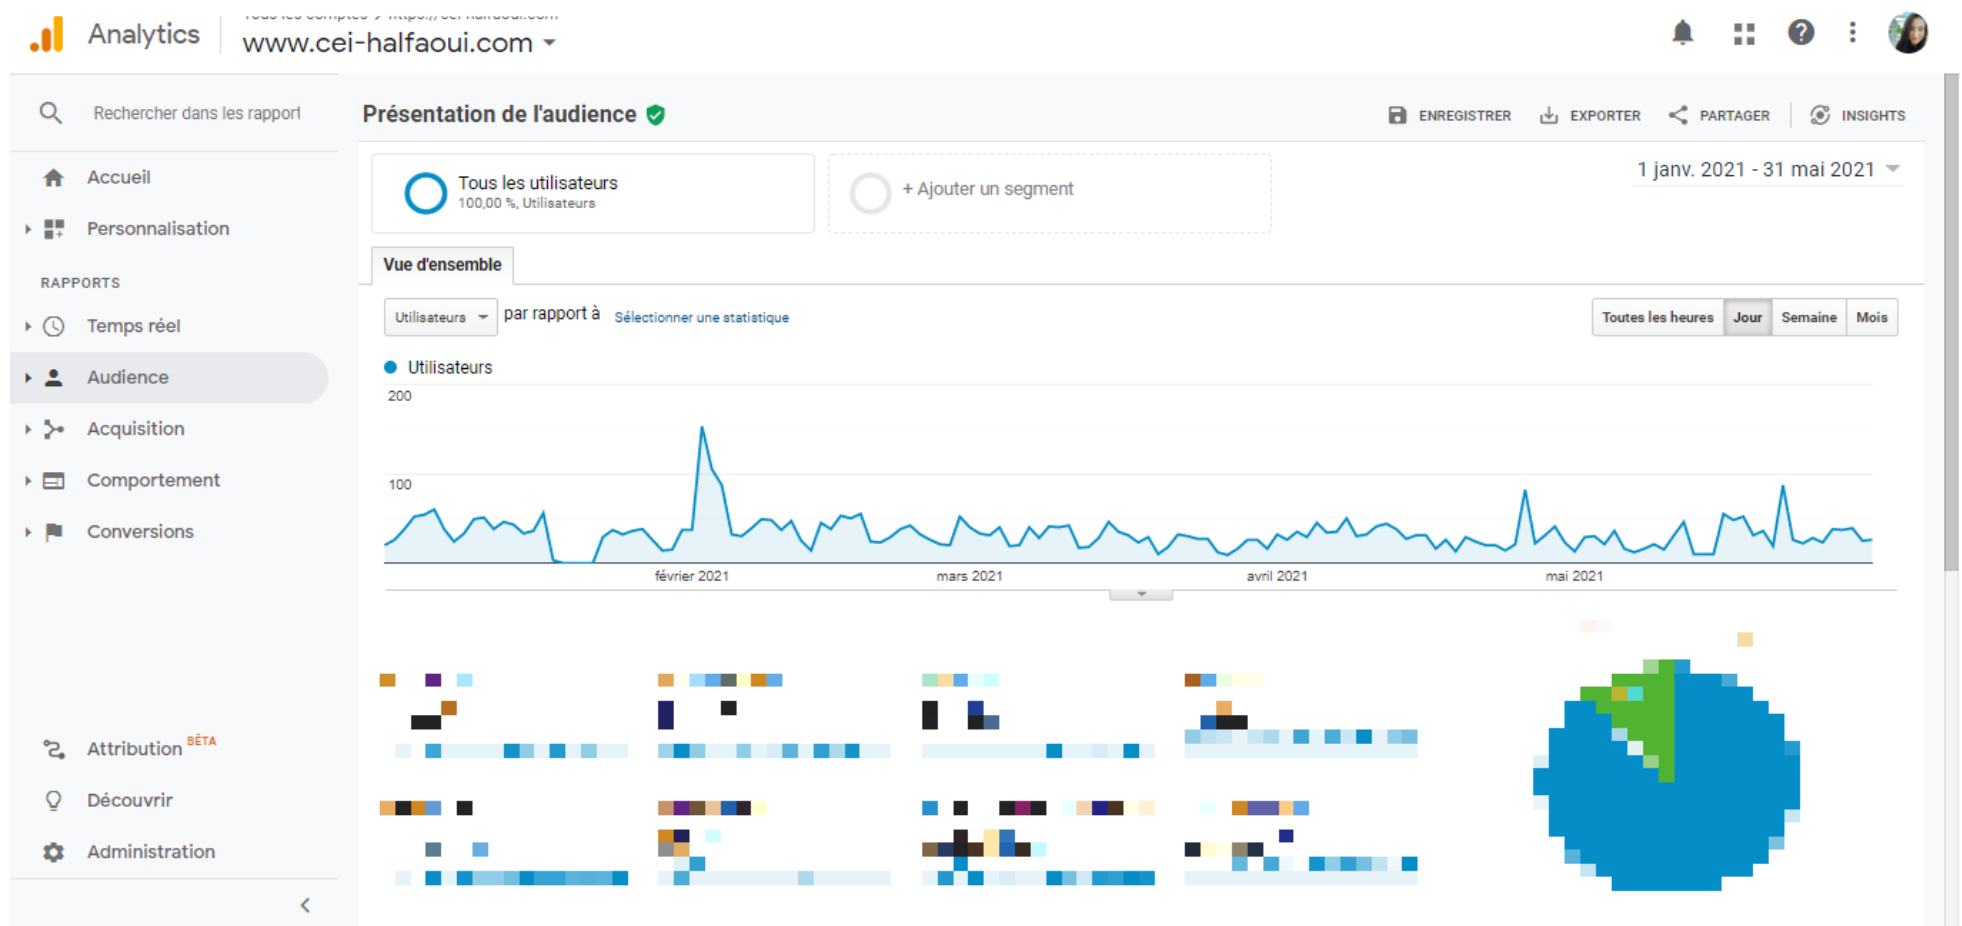 Analytics
www.cei-halfaoui.com
Rechercher dans les rapport
Présentation de l'audience
ENREGISTRER
EXPORTER
PARTAGER
INSIGHTS
Accueil
Personnalisation
RAPPORTS
Temps réel
Audience
Acquisition
Comportement
Conversions
Attribution BÊTA
Découvrir
Administration
Tous les utilisateurs
100,00 %, Utilisateurs
+ Ajouter un segment
1 janv. 2021 - 31 mai 2021
Vue d'ensemble
Utilisateurs par rapport à Sélectionner une statistique
Toutes les heures Jour Semaine Mois
Utilisateurs
200
100
février 2021 mars 2021 avril 2021 mai 2021